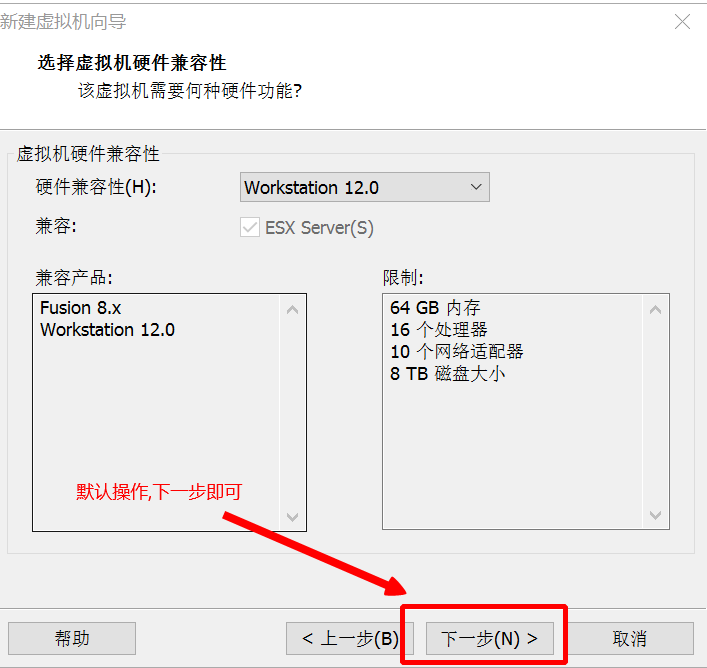 新建虚拟机向导
选择虚拟机硬件兼容性
该虚拟机需要何种硬件功能?
虚拟机硬件兼容性
硬件兼容性(H):
Workstation 12.0
兼容:
ESX Server(S)
兼容产品:
限制:
Fusion 8.x
Workstation 12.0
64 GB 内存
16 个处理器
10 个网络适配器
8 TB 磁盘大小
默认操作,下一步即可
帮助
< 上一步(B)
下一步(N) >
取消